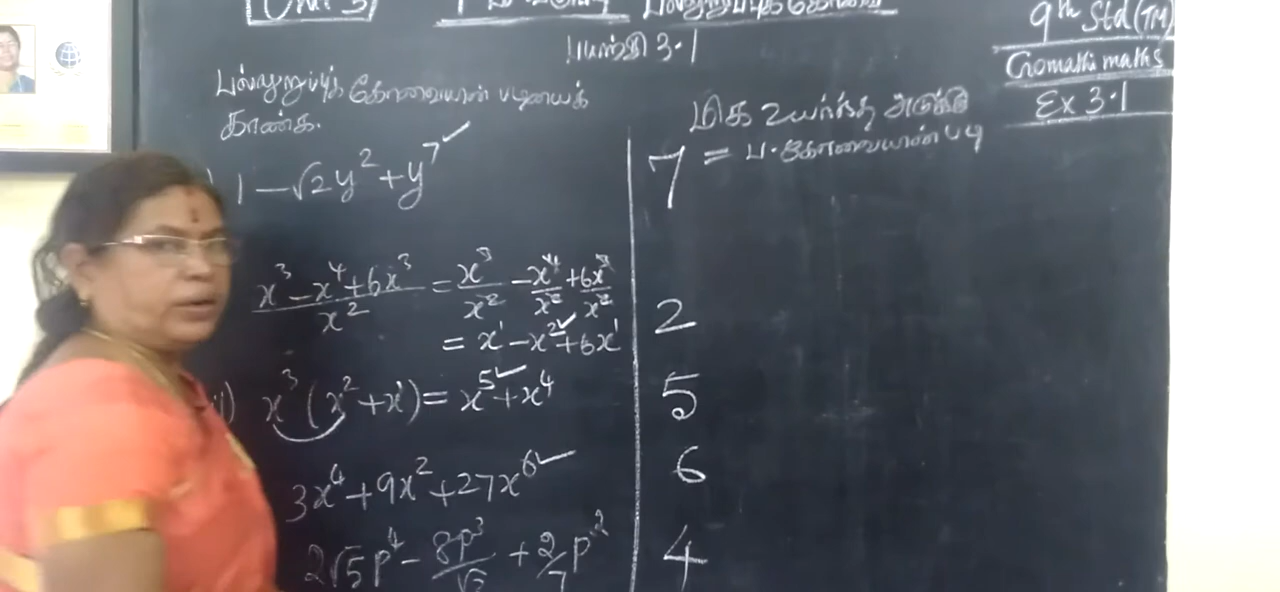 பல்லுறுப்புக்கோவை
பயிற்சி 3.1
9th Std (TM)
Gomathi maths
Ex 3.1
பல்லுறுப்புக் கோவையின் படியைக்
காண்க.
மிக உயர்ந்த அடுக்கு
1 - √2y² + y⁷ ✓
7 = ப.கோவையின் படி
(x³ - x⁴ + 6x³)/x² = x³/x² - x⁴/x² + 6x³/x²
= x¹ - x² ✓ + 6x¹
2
x³(x² + x¹) = x⁵ ✓ + x⁴
5
3x⁴ + 9x² + 27x⁶ ✓
6
2√5p⁴ - 8p³/√3 + 2/7 p²
4